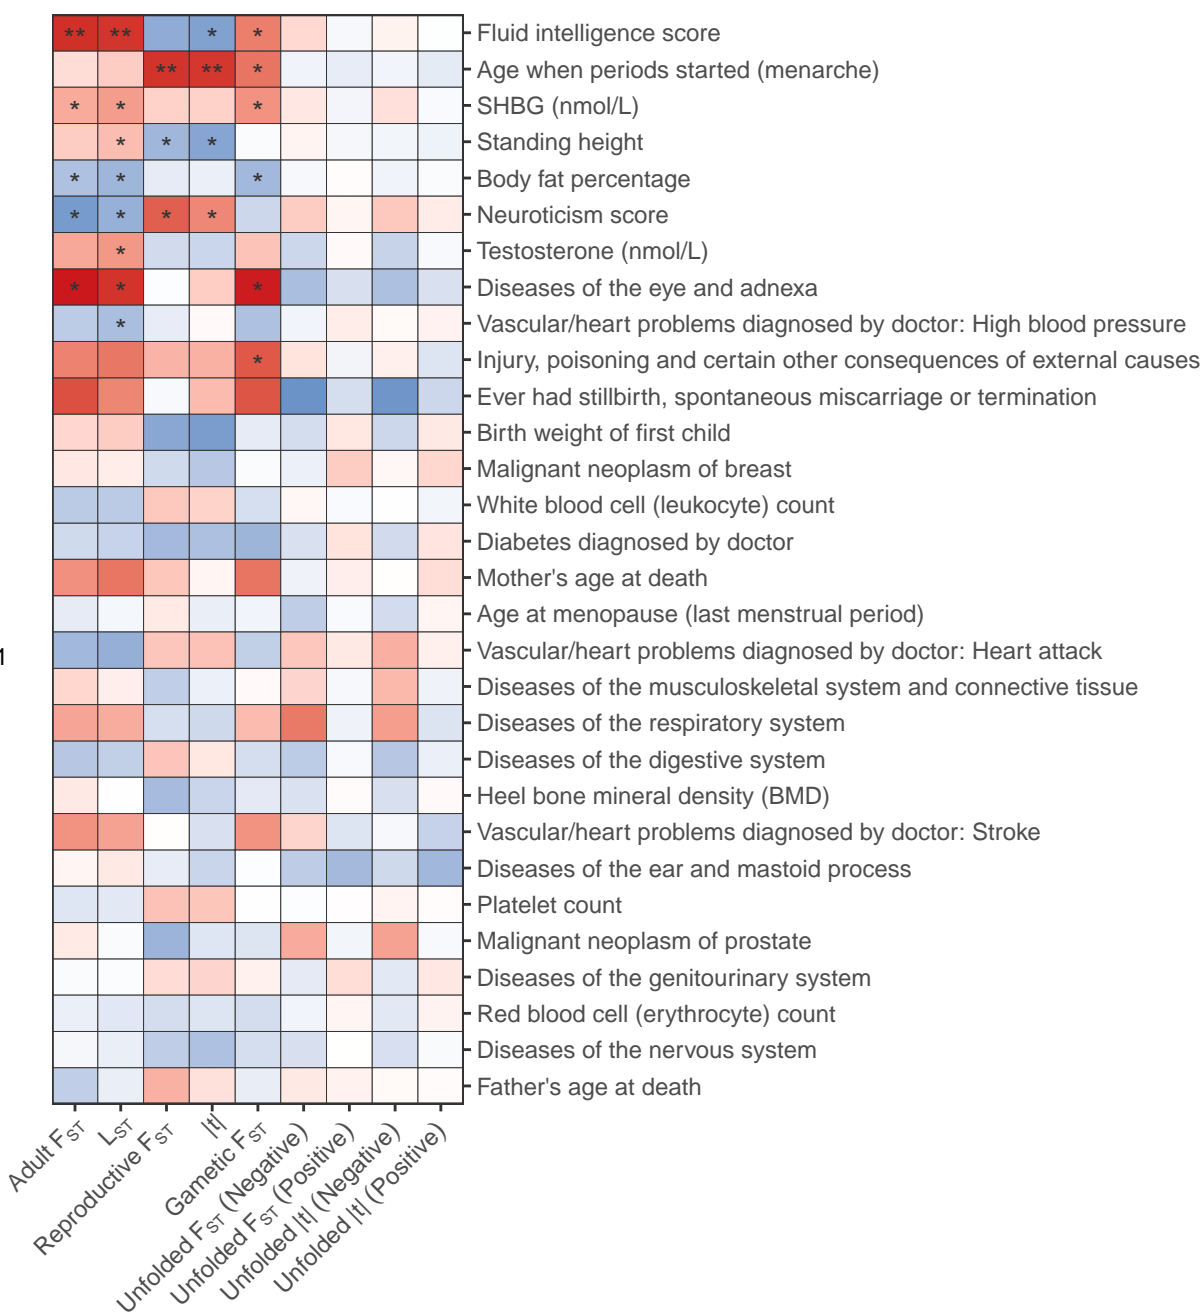 ** ** * * Fluid intelligence score
** ** * Age when periods started (menarche)
* * * SHBG (nmol/L)
* * * Standing height
* * * Body fat percentage
* * * * Neuroticism score
* Testosterone (nmol/L)
* * * Diseases of the eye and adnexa
* Vascular/heart problems diagnosed by doctor: High blood pressure
* Injury, poisoning and certain other consequences of external causes
Ever had stillbirth, spontaneous miscarriage or termination
Birth weight of first child
Malignant neoplasm of breast
White blood cell (leukocyte) count
Diabetes diagnosed by doctor
Mother's age at death
Age at menopause (last menstrual period)
1 Vascular/heart problems diagnosed by doctor: Heart attack
Diseases of the musculoskeletal system and connective tissue
Diseases of the respiratory system
Diseases of the digestive system
Heel bone mineral density (BMD)
Vascular/heart problems diagnosed by doctor: Stroke
Diseases of the ear and mastoid process
Platelet count
Malignant neoplasm of prostate
Diseases of the genitourinary system
Red blood cell (erythrocyte) count
Diseases of the nervous system
Father's age at death
Adult FST
LST
Reproductive FST
|t|
Gametic FST
Unfolded FST (Negative)
Unfolded FST (Positive)
Unfolded |t| (Negative)
Unfolded |t| (Positive)